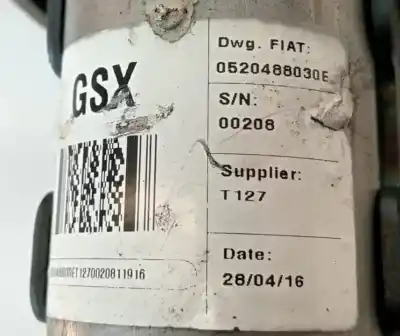 GSX
Dwg. FIAT:
0520488030E
S/N:
00208
Supplier:
T127
Date:
28/04/16